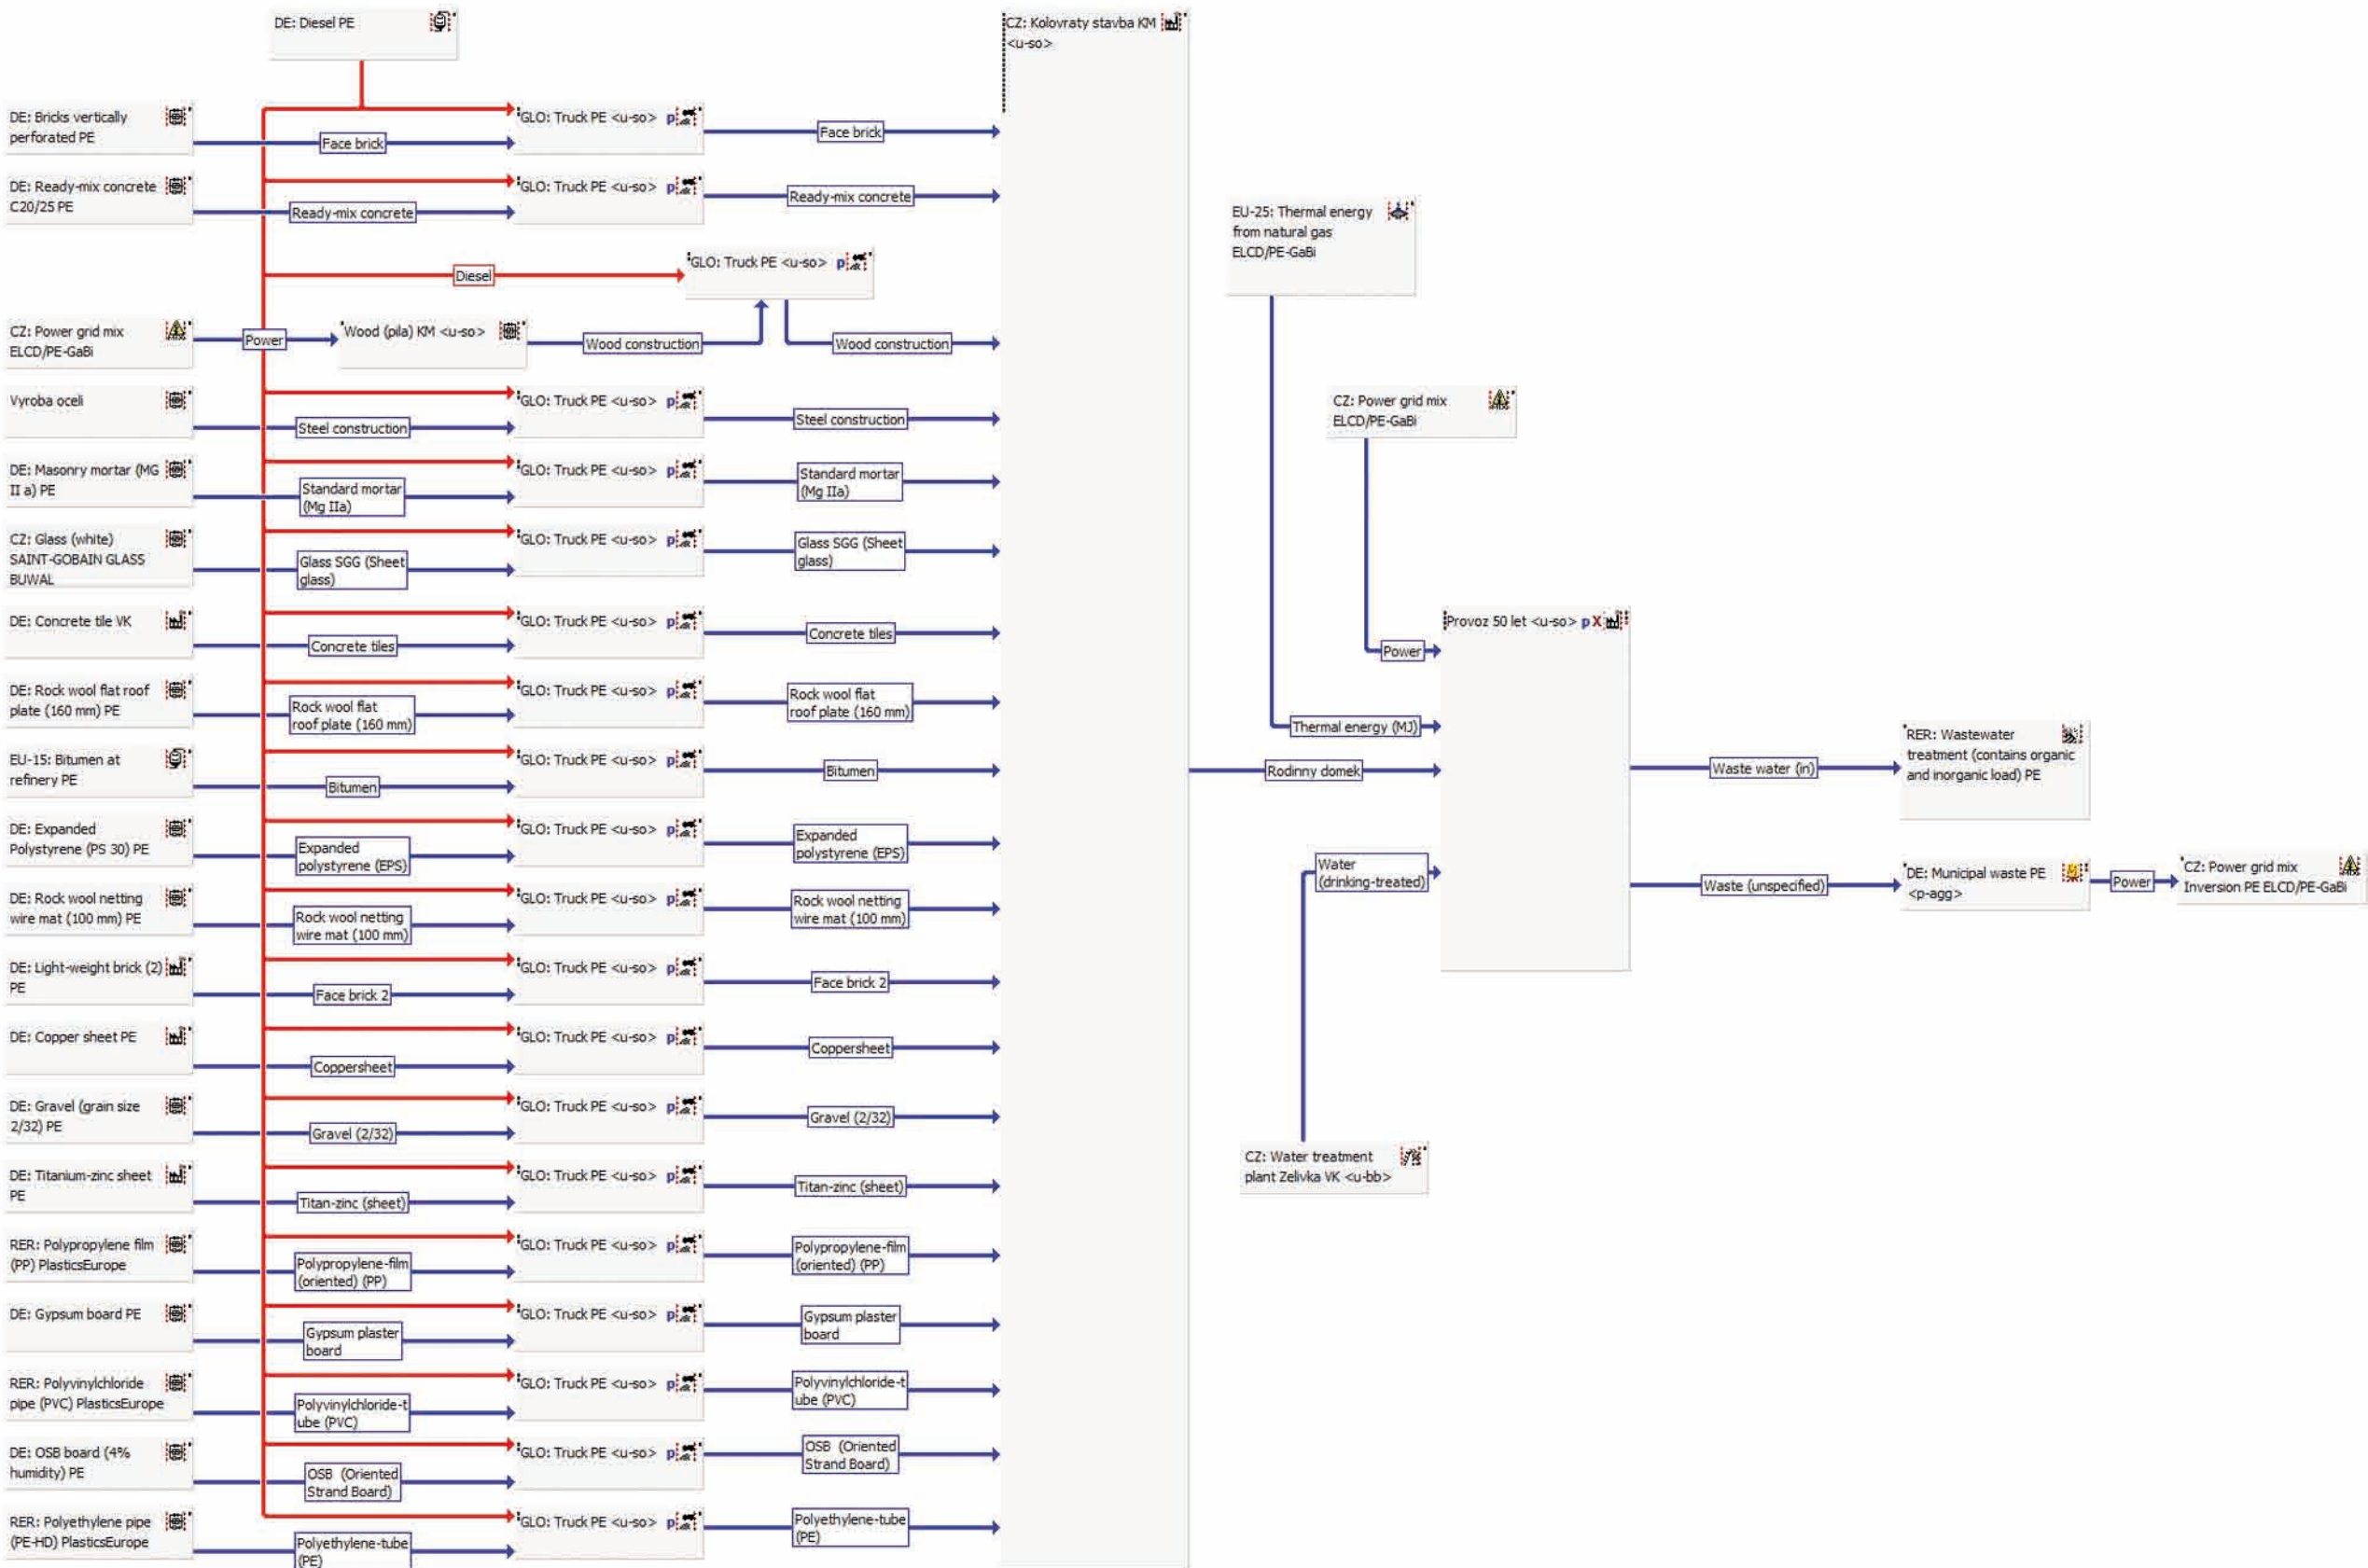 DE: Diesel PE
CZ: Kolovraty stavba KM
<u-so>
DE: Bricks vertically
perforated PE
Face brick
GLO: Truck PE <u-so> p
Face brick
DE: Ready-mix concrete
C20/25 PE
Ready-mix concrete
GLO: Truck PE <u-so> p
Ready-mix concrete
Diesel
GLO: Truck PE <u-so> p
CZ: Power grid mix
ELCD/PE-GaBi
Power
Wood (pila) KM <u-so>
Wood construction
Wood construction
Vyroba oceli
Steel construction
GLO: Truck PE <u-so> p
Steel construction
DE: Masonry mortar (MG
II a) PE
Standard mortar
(Mg IIa)
GLO: Truck PE <u-so> p
Standard mortar
(Mg IIa)
CZ: Glass (white)
SAINT-GOBAIN GLASS
BUWAL
Glass SGG (Sheet
glass)
GLO: Truck PE <u-so> p
Glass SGG (Sheet
glass)
DE: Concrete tile VK
Concrete tiles
GLO: Truck PE <u-so> p
Concrete tiles
DE: Rock wool flat roof
plate (160 mm) PE
Rock wool flat
roof plate (160 mm)
GLO: Truck PE <u-so> p
Rock wool flat
roof plate (160 mm)
EU-15: Bitumen at
refinery PE
Bitumen
GLO: Truck PE <u-so> p
Bitumen
DE: Expanded
Polystyrene (PS 30) PE
Expanded
polystyrene (EPS)
GLO: Truck PE <u-so> p
Expanded
polystyrene (EPS)
DE: Rock wool netting
wire mat (100 mm) PE
Rock wool netting
wire mat (100 mm)
GLO: Truck PE <u-so> p
Rock wool netting
wire mat (100 mm)
DE: Light-weight brick (2)
PE
Face brick 2
GLO: Truck PE <u-so> p
Face brick 2
DE: Copper sheet PE
Coppersheet
GLO: Truck PE <u-so> p
Coppersheet
DE: Gravel (grain size
2/32) PE
Gravel (2/32)
GLO: Truck PE <u-so> p
Gravel (2/32)
DE: Titanium-zinc sheet
PE
Titan-zinc (sheet)
GLO: Truck PE <u-so> p
Titan-zinc (sheet)
RER: Polypropylene film
(PP) PlasticsEurope
Polypropylene-film
(oriented) (PP)
GLO: Truck PE <u-so> p
Polypropylene-film
(oriented) (PP)
DE: Gypsum board PE
Gypsum plaster
board
GLO: Truck PE <u-so> p
Gypsum plaster
board
RER: Polyvinylchloride
pipe (PVC) PlasticsEurope
Polyvinylchloride-t
ube (PVC)
GLO: Truck PE <u-so> p
Polyvinylchloride-t
ube (PVC)
DE: OSB board (4%
humidity) PE
OSB (Oriented
Strand Board)
GLO: Truck PE <u-so> p
OSB (Oriented
Strand Board)
RER: Polyethylene pipe
(PE-HD) PlasticsEurope
Polyethylene-tube
(PE)
GLO: Truck PE <u-so> p
Polyethylene-tube
(PE)
EU-25: Thermal energy
from natural gas
ELCD/PE-GaBi
CZ: Power grid mix
ELCD/PE-GaBi
Provoz 50 let <u-so> p X
Power
Thermal energy (MJ)
Rodinny domek
Water
(drinking-treated)
CZ: Water treatment
plant Zelivka VK <u-bb>
Waste water (in)
RER: Wastewater
treatment (contains organic
and inorganic load) PE
Waste (unspecified)
DE: Municipal waste PE
<p-agg>
Power
CZ: Power grid mix
Inversion PE ELCD/PE-GaBi